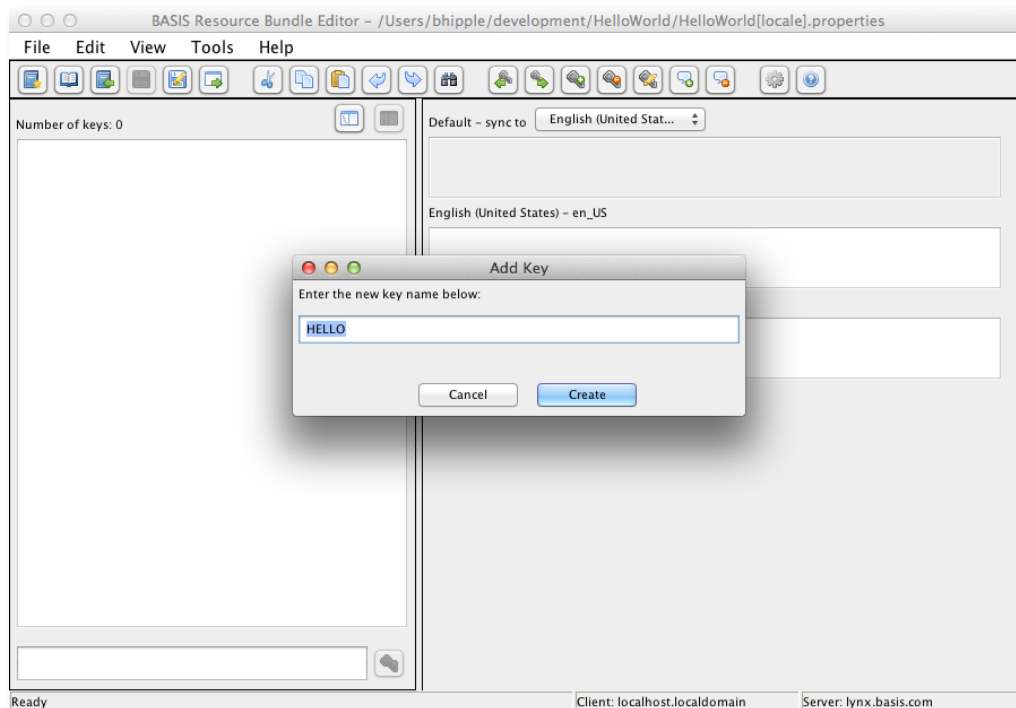 BASIS Resource Bundle Editor – /Users/bhipple/development/HelloWorld/HelloWorld[locale].properties
File Edit View Tools Help
Number of keys: 0
Default – sync to English (United Stat...
English (United States) – en_US
Add Key
Enter the new key name below:
HELLO
Cancel Create
Ready Client: localhost.localdomain Server: lynx.basis.com